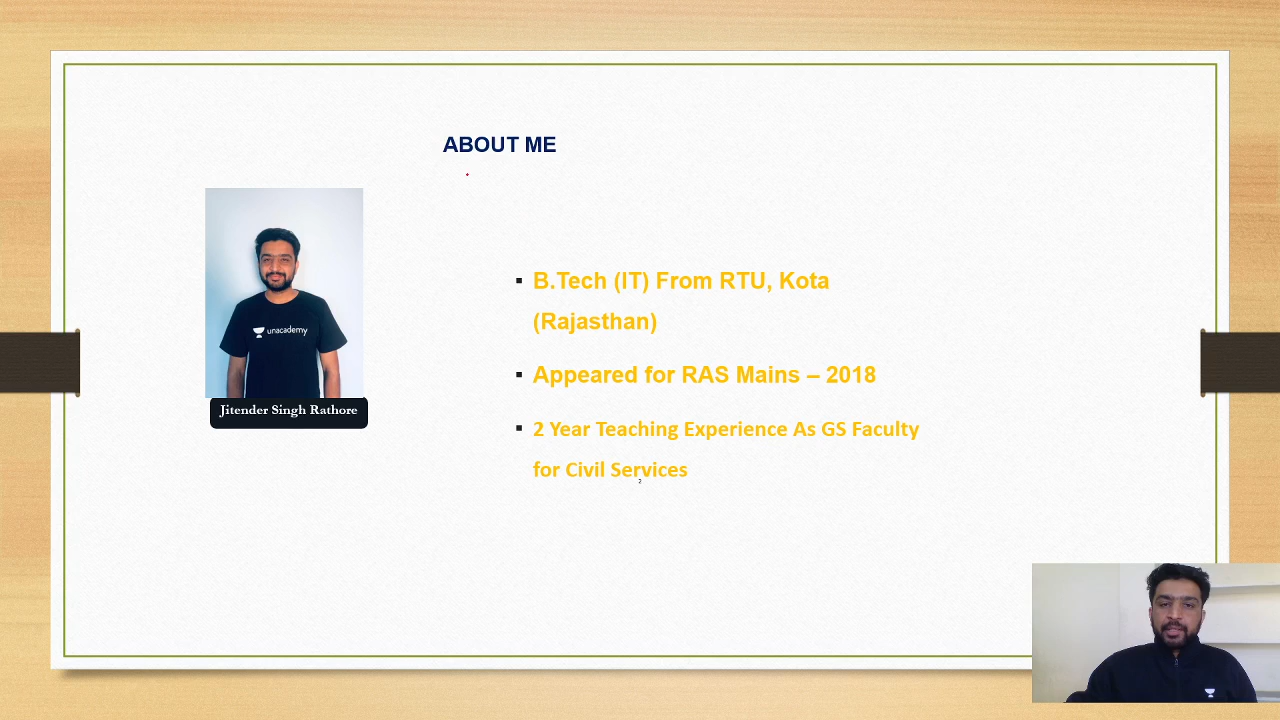 ABOUT ME
unacademy
Jitender Singh Rathore
▪ B.Tech (IT) From RTU, Kota
(Rajasthan)
▪ Appeared for RAS Mains – 2018
▪ 2 Year Teaching Experience As GS Faculty
for Civil Services
2